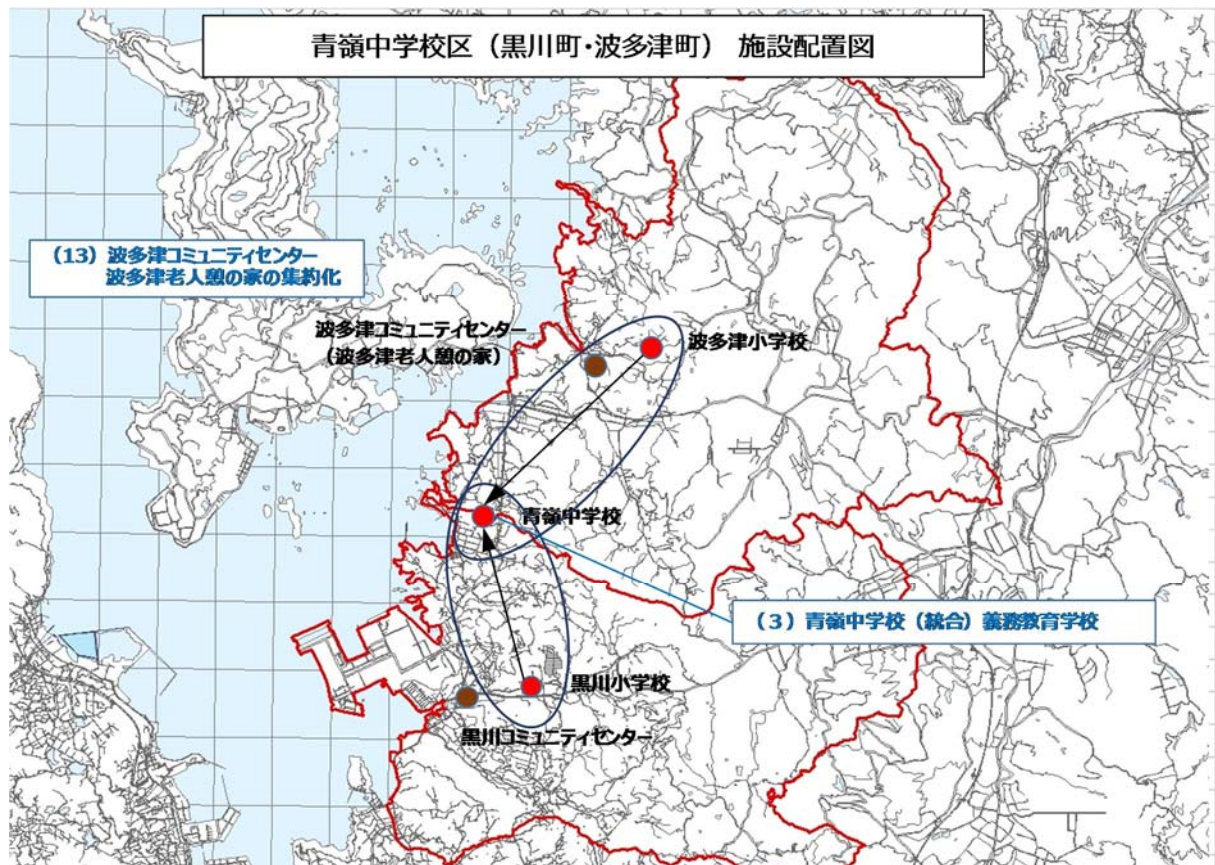 青嶺中学校区（黒川町・波多津町） 施設配置図
（13）波多津コミュニティセンター
波多津老人憩の家の集約化
波多津コミュニティセンター
（波多津老人憩の家）
波多津小学校
青嶺中学校
（3）青嶺中学校（統合）義務教育学校
黒川小学校
黒川コミュニティセンター